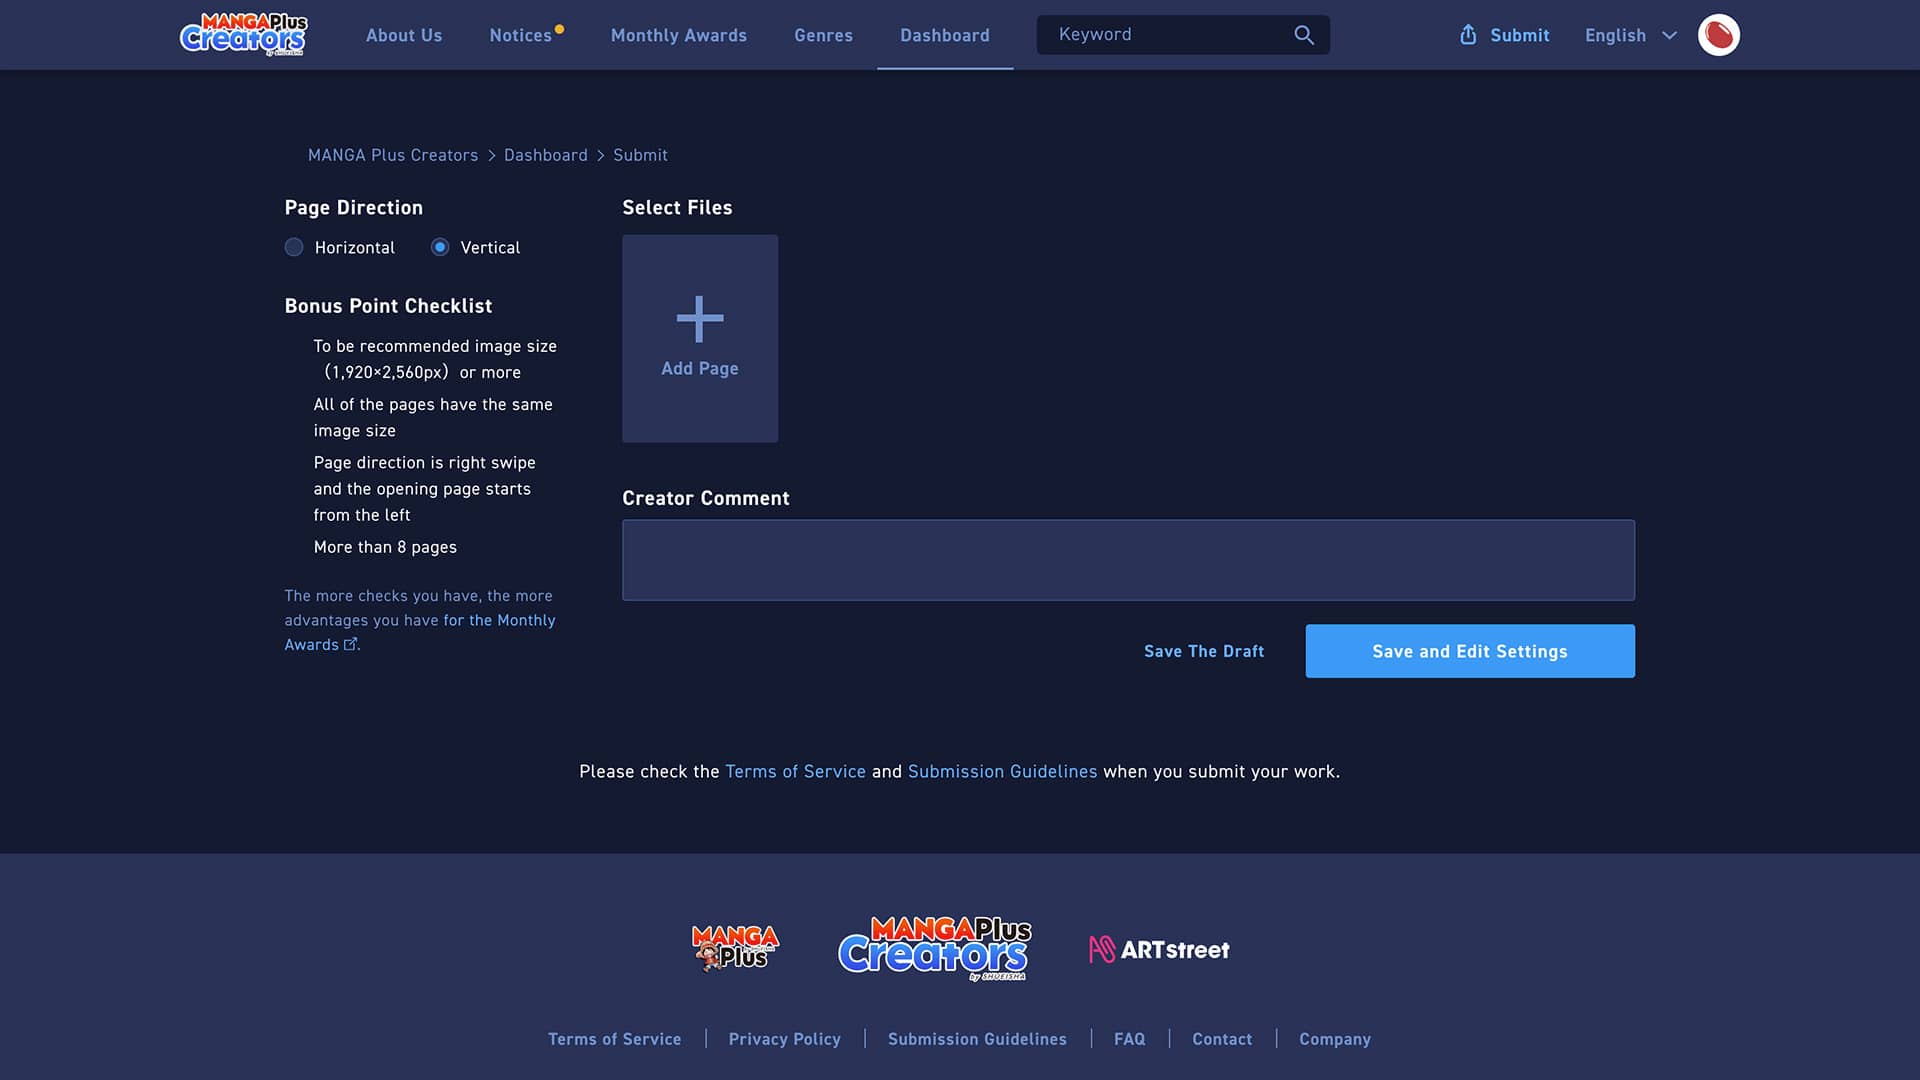 MANGA Plus
Creators
by SHUEISHA
About Us
Notices
Monthly Awards
Genres
Dashboard
Keyword
Submit
English
MANGA Plus Creators > Dashboard > Submit
Page Direction
Horizontal
Vertical
Bonus Point Checklist
To be recommended image size
（1,920×2,560px） or more
All of the pages have the same
image size
Page direction is right swipe
and the opening page starts
from the left
More than 8 pages
The more checks you have, the more
advantages you have for the Monthly
Awards.
Select Files
Add Page
Creator Comment
Save The Draft
Save and Edit Settings
Please check the Terms of Service and Submission Guidelines when you submit your work.
MANGA
Plus
MANGA Plus
Creators
by SHUEISHA
ARTstreet
Terms of Service
Privacy Policy
Submission Guidelines
FAQ
Contact
Company